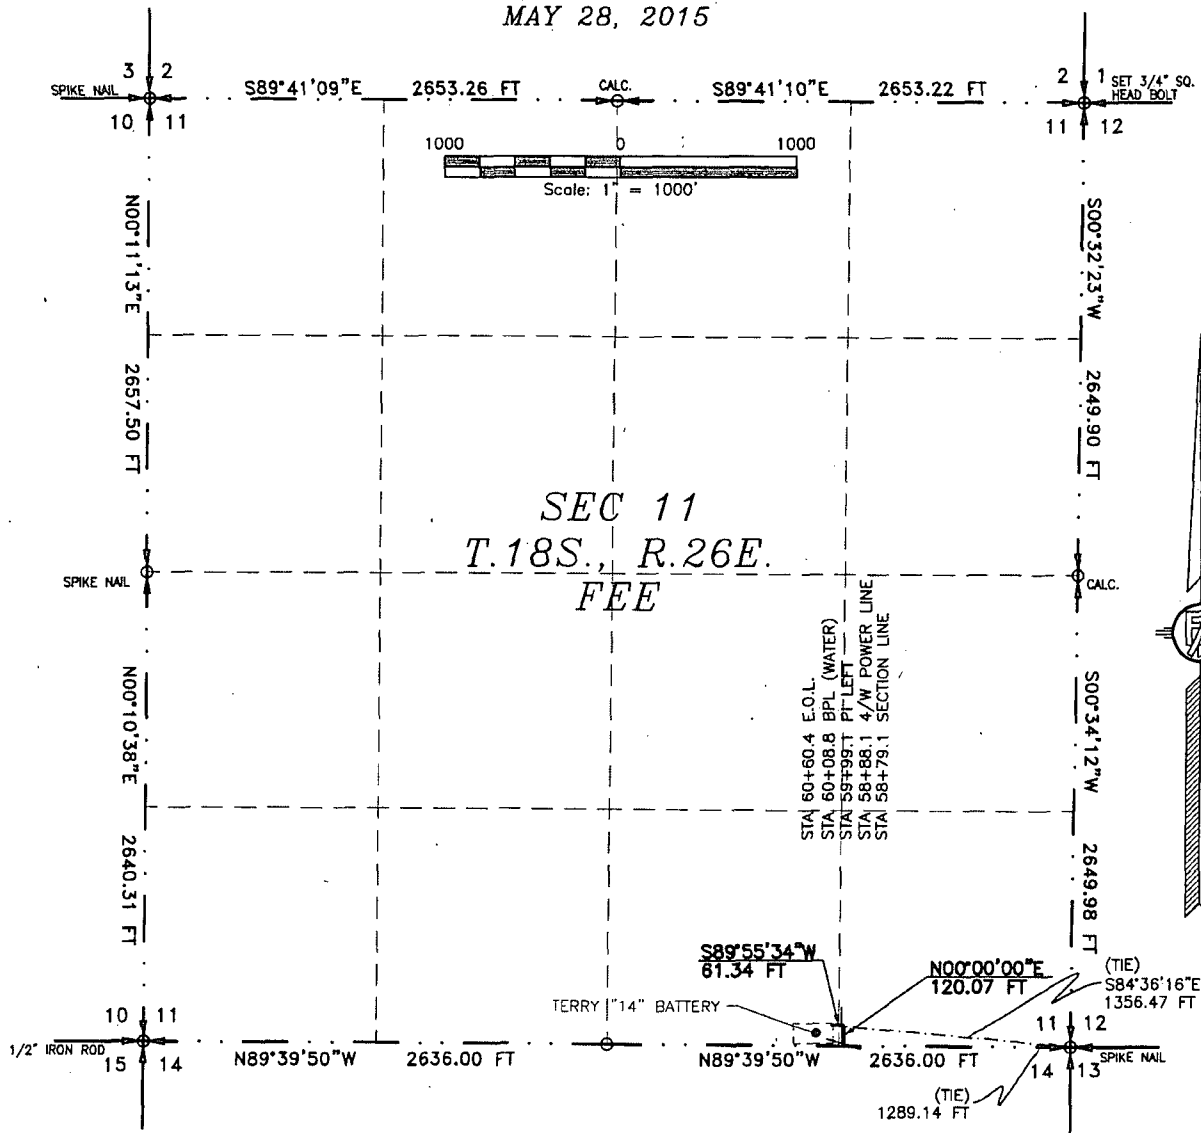 MAY 28, 2015
3 2
2 1
SPIKE NAIL
S89°41'09"E 2653.26 FT
CALC.
S89°41'10"E 2653.22 FT
SET 3/4" SQ.
HEAD BOLT
10 11
11 12
1000 0 1000
Scale: 1" = 1000'
N00°11'13"E
2657.50 FT
S00°32'23"W
2649.90 FT
SEC 11
T.18S., R.26E.
FEE
SPIKE NAIL
CALC.
STA 60+60.4 E.O.L.
STA 60+08.8 BPL (WATER)
STA 59+99.1 PI LEFT
STA 58+88.1 4/W POWER LINE
STA 58+79.1 SECTION LINE
N00°10'38"E
2640.31 FT
S00°34'12"W
2649.98 FT
S89°55'34"W
61.34 FT
N00°00'00"E
120.07 FT
(TIE)
S84°36'16"E
1356.47 FT
TERRY "14" BATTERY
10 11
11 12
1/2" IRON ROD
15 14
N89°39'50"W 2636.00 FT
N89°39'50"W 2636.00 FT
14 13
SPIKE NAIL
(TIE)
1289.14 FT